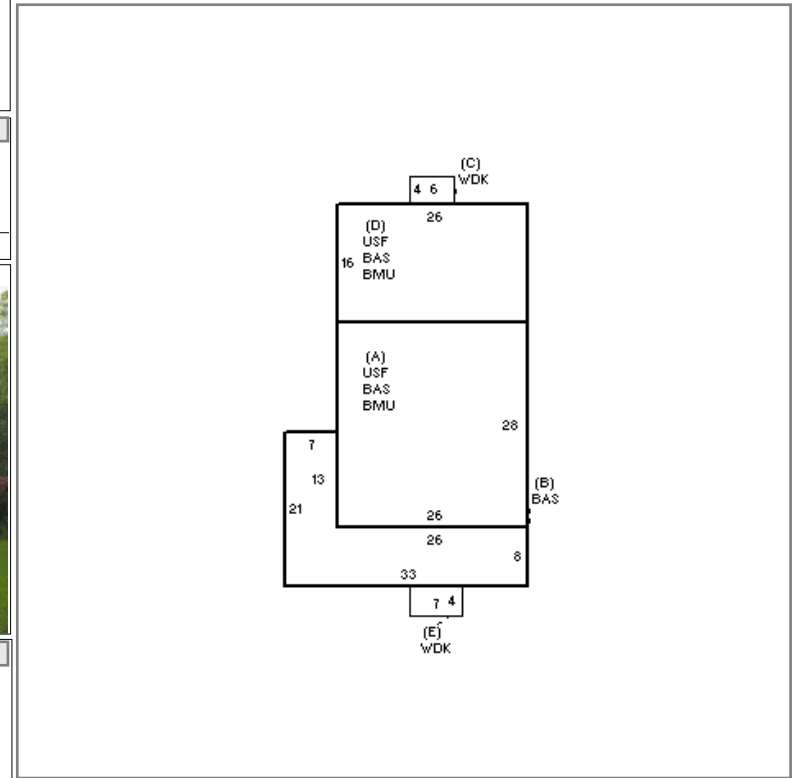 (C)
WDK
4 6
26
(D)
USF
BAS
BMU
16
(A)
USF
BAS
BMU
28
7
13
21
(B)
BAS
26
26
8
33
7 4
(E)
WDK